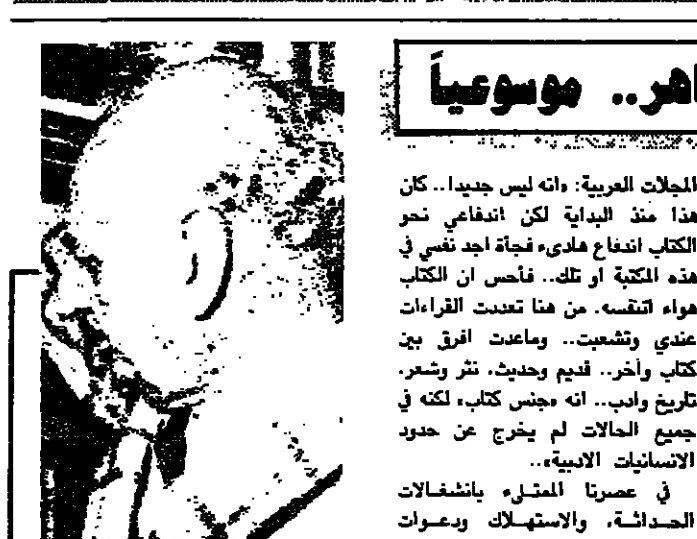 اهر.. موسوعياً
المجلات العربية: «انه ليس جديدا.. كان
هذا منذ البداية لكن اندفاعي نحو
الكتاب اندفاع هادىء فجأة اجد نفسي في
هذه المكتبة او تلك.. فأحس ان الكتاب
هواء اتنفسه. من هنا تعددت القراءات
عندي وتشعبت.. وماعدت افرق بين
كتاب وآخر.. قديم وحديث، نثر وشعر،
تاريخ وادب.. انه «جنس كتاب» لكنه في
جميع الحالات لم يخرج عن حدود
الانسانيات الادبية»..
في عصرنا الممتلىء بانشغالات
الحداثة، والاستهلاك ودعوات